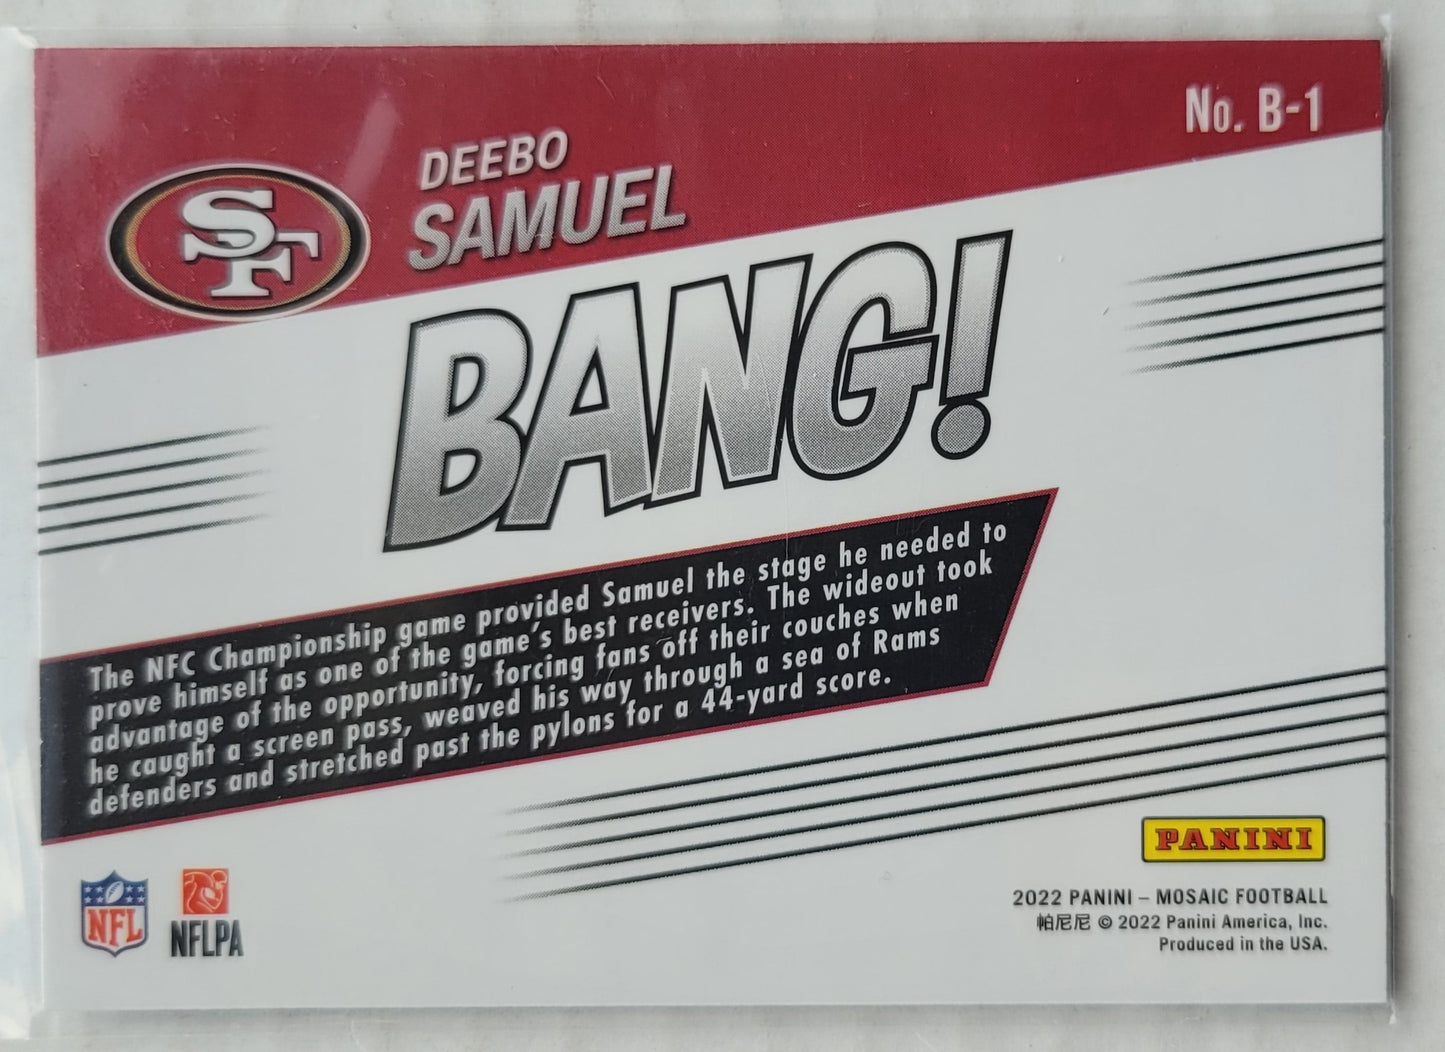 No. B-1
DEEBO
SAMUEL
SF
BANG!
The NFC Championship game provided Samuel the stage he needed to
prove himself as one of the game's best receivers. The wideout took
advantage of the opportunity, forcing fans off their couches when
he caught a screen pass, weaved his way through a sea of Rams
defenders and stretched past the pylons for a 44-yard score.
PANINI
NFL
NFLPA
2022 PANINI – MOSAIC FOOTBALL
帕尼尼 © 2022 Panini America, Inc.
Produced in the USA.